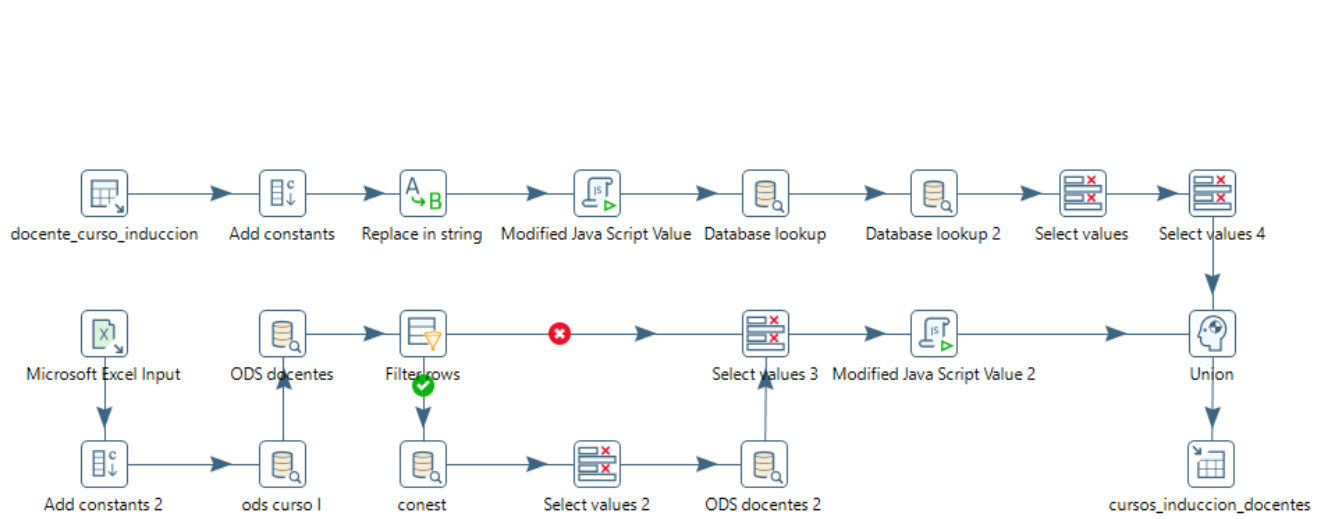 docente_curso_induccion Add constants Replace in string Modified Java Script Value Database lookup Database lookup 2 Select values Select values 4
Microsoft Excel Input ODS docentes Filter rows Select values 3 Modified Java Script Value 2 Union
Add constants 2 ods curso I conest Select values 2 ODS docentes 2 cursos_induccion_docentes